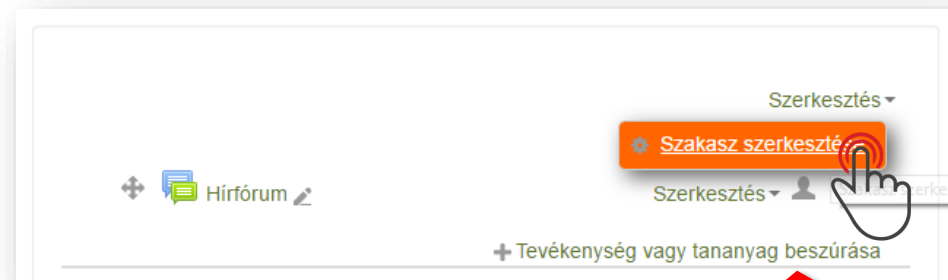 Szerkesztés
Szakasz szerkesztése
Hírfórum
Szerkesztés
Tevékenység vagy tananyag beszúrása